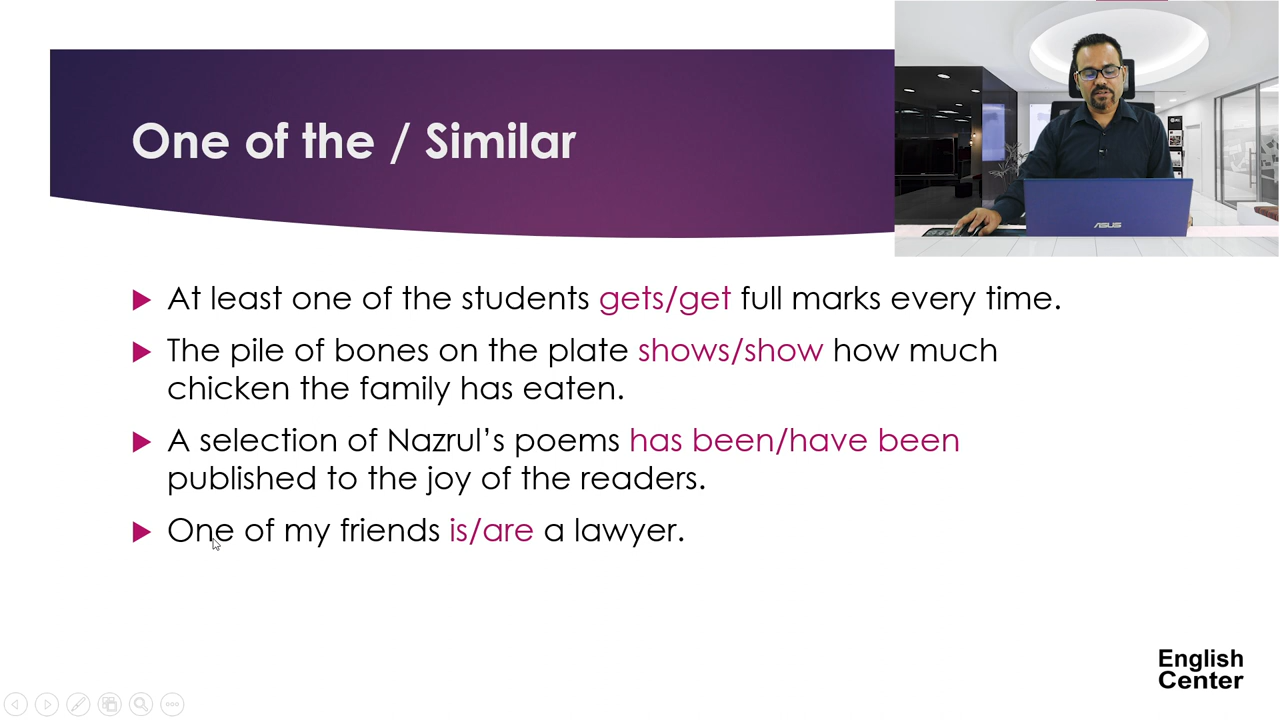 One of the / Similar
At least one of the students gets/get full marks every time.
The pile of bones on the plate shows/show how much
chicken the family has eaten.
A selection of Nazrul’s poems has been/have been
published to the joy of the readers.
One of my friends is/are a lawyer.
ASUS
English
Center